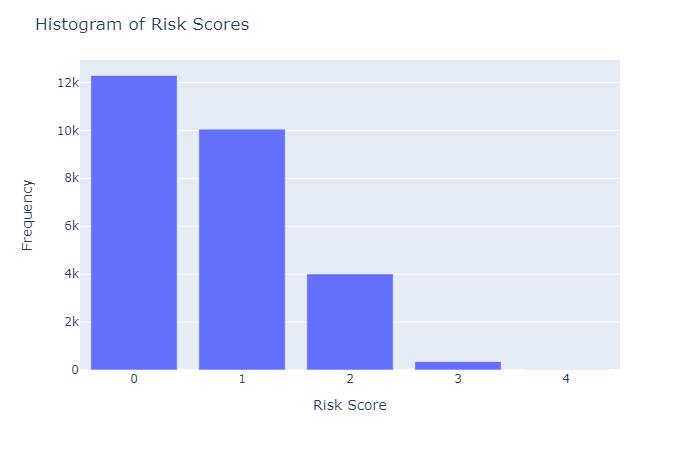 Histogram of Risk Scores
12k
10k
8k
6k
4k
2k
0
Frequency
0 1 2 3 4
Risk Score